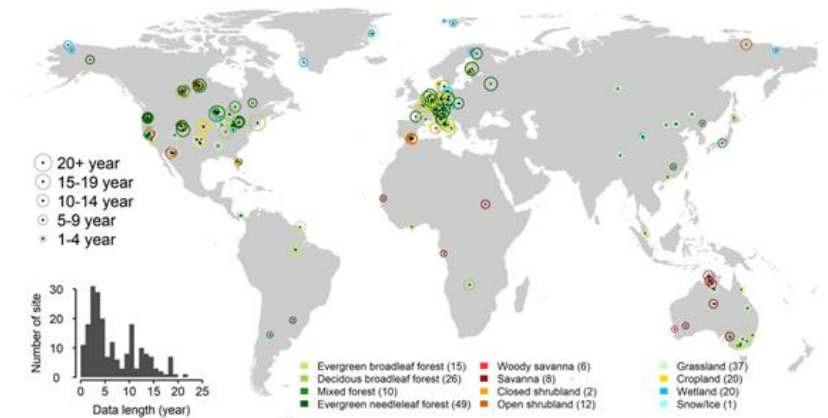 20+ year
15-19 year
10-14 year
5-9 year
1-4 year
Number of site
30
20
10
0
0 5 10 15 20 25
Data length (year)
Evergreen broadleaf forest (15)
Decidous broadleaf forest (26)
Mixed forest (10)
Evergreen needleleaf forest (49)
Woody savanna (6)
Savanna (8)
Closed shrubland (2)
Open shrubland (12)
Grassland (37)
Cropland (20)
Wetland (20)
Snow/Ice (1)